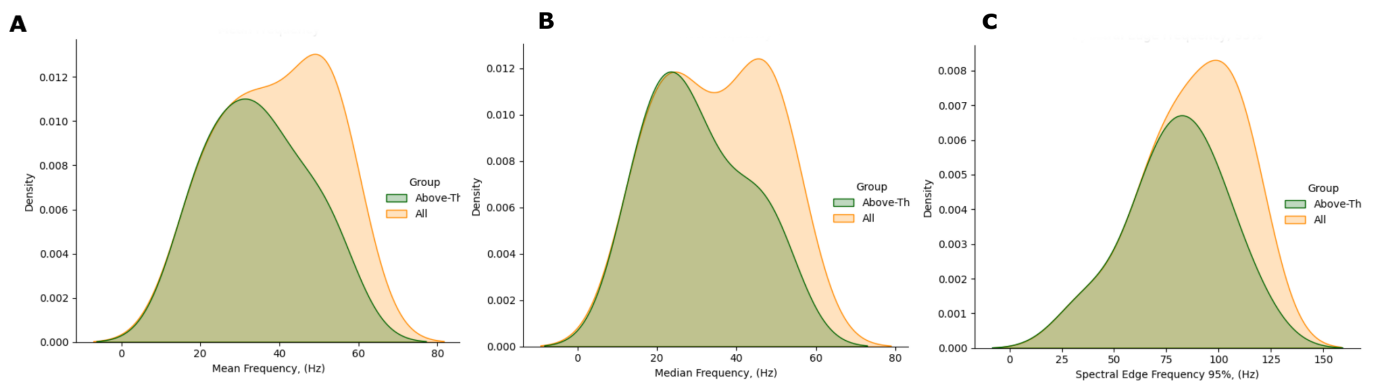 A
0.012
0.010
0.008
0.006
0.004
0.002
0.000
Density
0
20
40
60
80
Mean Frequency, (Hz)
Group
Above-Th
All
B
0.012
0.010
0.008
0.006
0.004
0.002
0.000
Density
0
20
40
60
80
Median Frequency, (Hz)
Group
Above-Th
All
C
0.008
0.007
0.006
0.005
0.004
0.003
0.002
0.001
0.000
Density
0
25
50
75
100
125
150
Spectral Edge Frequency 95%, (Hz)
Group
Above-Th
All